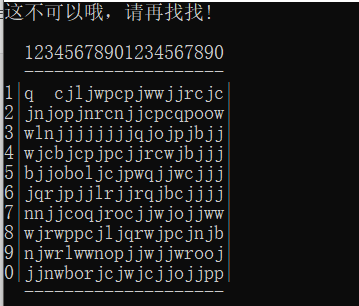 这不可以哦，请再找找!
12345678901234567890
--------------------
1|q  cjljwpcpjwwjjrcjc|
2|jnjopjnrcnjjcpcqpoow|
3|wlnjjjjjjjjqjojpjbjj|
4|wjcbjcpjpcjjrcwjbjjj|
5|bjjoboljcjpwqjjwcjjj|
6|jqrjpjjlrjjrqjbcjjjj|
7|nnjjcoqjrocjjwjojjww|
8|wjrwppcjljqrwjpcjnjb|
9|njwrlwwnopjjwjjwrooj|
0|jjnwborjcjwjcjjojjpp|
--------------------